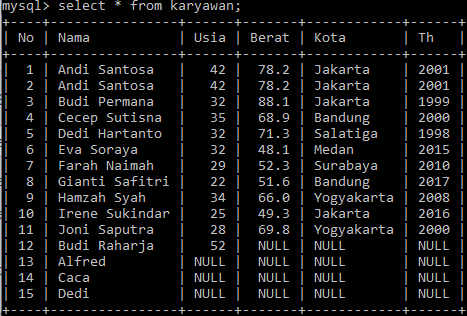 mysql> select * from karyawan;
+----+-----------------+------+-------+------------+------+
| No | Nama            | Usia | Berat | Kota       | Th   |
+----+-----------------+------+-------+------------+------+
|  1 | Andi Santosa    |   42 |  78.2 | Jakarta    | 2001 |
|  2 | Andi Santosa    |   42 |  78.2 | Jakarta    | 2001 |
|  3 | Budi Permana    |   32 |  88.1 | Jakarta    | 1999 |
|  4 | Cecep Sutisna   |   35 |  68.9 | Bandung    | 2000 |
|  5 | Dedi Hartanto   |   32 |  71.3 | Salatiga   | 1998 |
|  6 | Eva Soraya      |   32 |  48.1 | Medan      | 2015 |
|  7 | Farah Naimah    |   29 |  52.3 | Surabaya   | 2010 |
|  8 | Gianti Safitri  |   22 |  51.6 | Bandung    | 2017 |
|  9 | Hamzah Syah     |   34 |  66.0 | Yogyakarta | 2008 |
| 10 | Irene Sukindar  |   25 |  49.3 | Jakarta    | 2016 |
| 11 | Joni Saputra    |   28 |  69.8 | Yogyakarta | 2000 |
| 12 | Budi Raharja    |   52 |  NULL | NULL       | NULL |
| 13 | Alfred          | NULL |  NULL | NULL       | NULL |
| 14 | Caca            | NULL |  NULL | NULL       | NULL |
| 15 | Dedi            | NULL |  NULL | NULL       | NULL |
+----+-----------------+------+-------+------------+------+